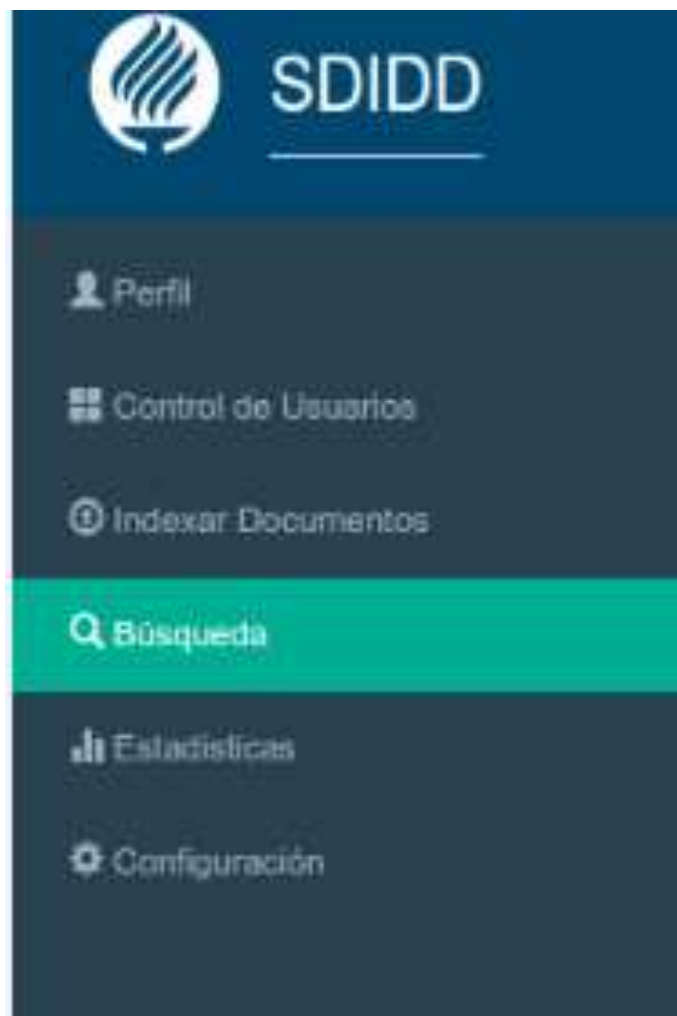 SDIDD
Perfil
Control de Usuarios
Indexar Documentos
Búsqueda
Estadísticas
Configuración